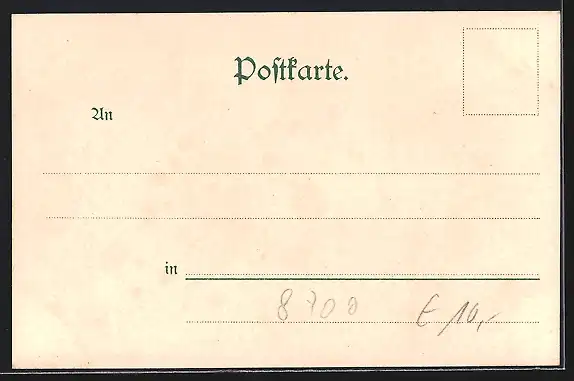 Postkarte.
An
in
8700 € 10,-